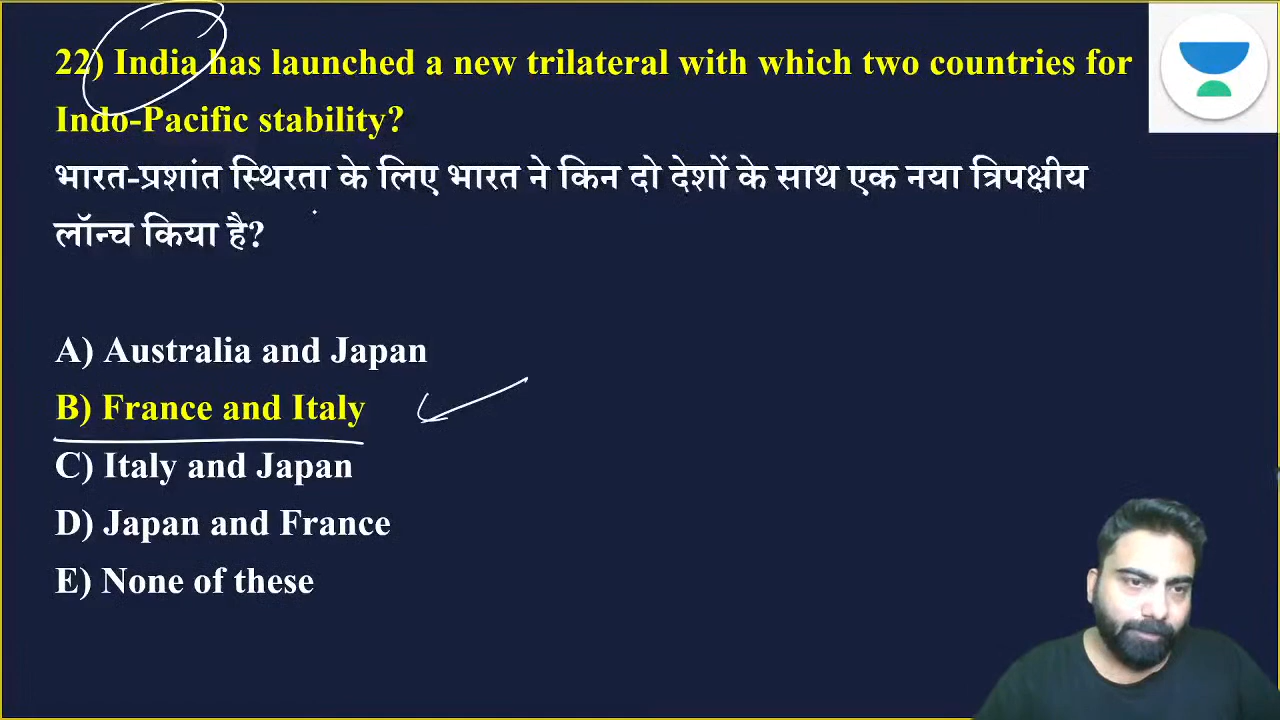 22) India has launched a new trilateral with which two countries for
Indo-Pacific stability?
भारत-प्रशांत स्थिरता के लिए भारत ने किन दो देशों के साथ एक नया त्रिपक्षीय
लॉन्च किया है?
A) Australia and Japan
B) France and Italy
C) Italy and Japan
D) Japan and France
E) None of these